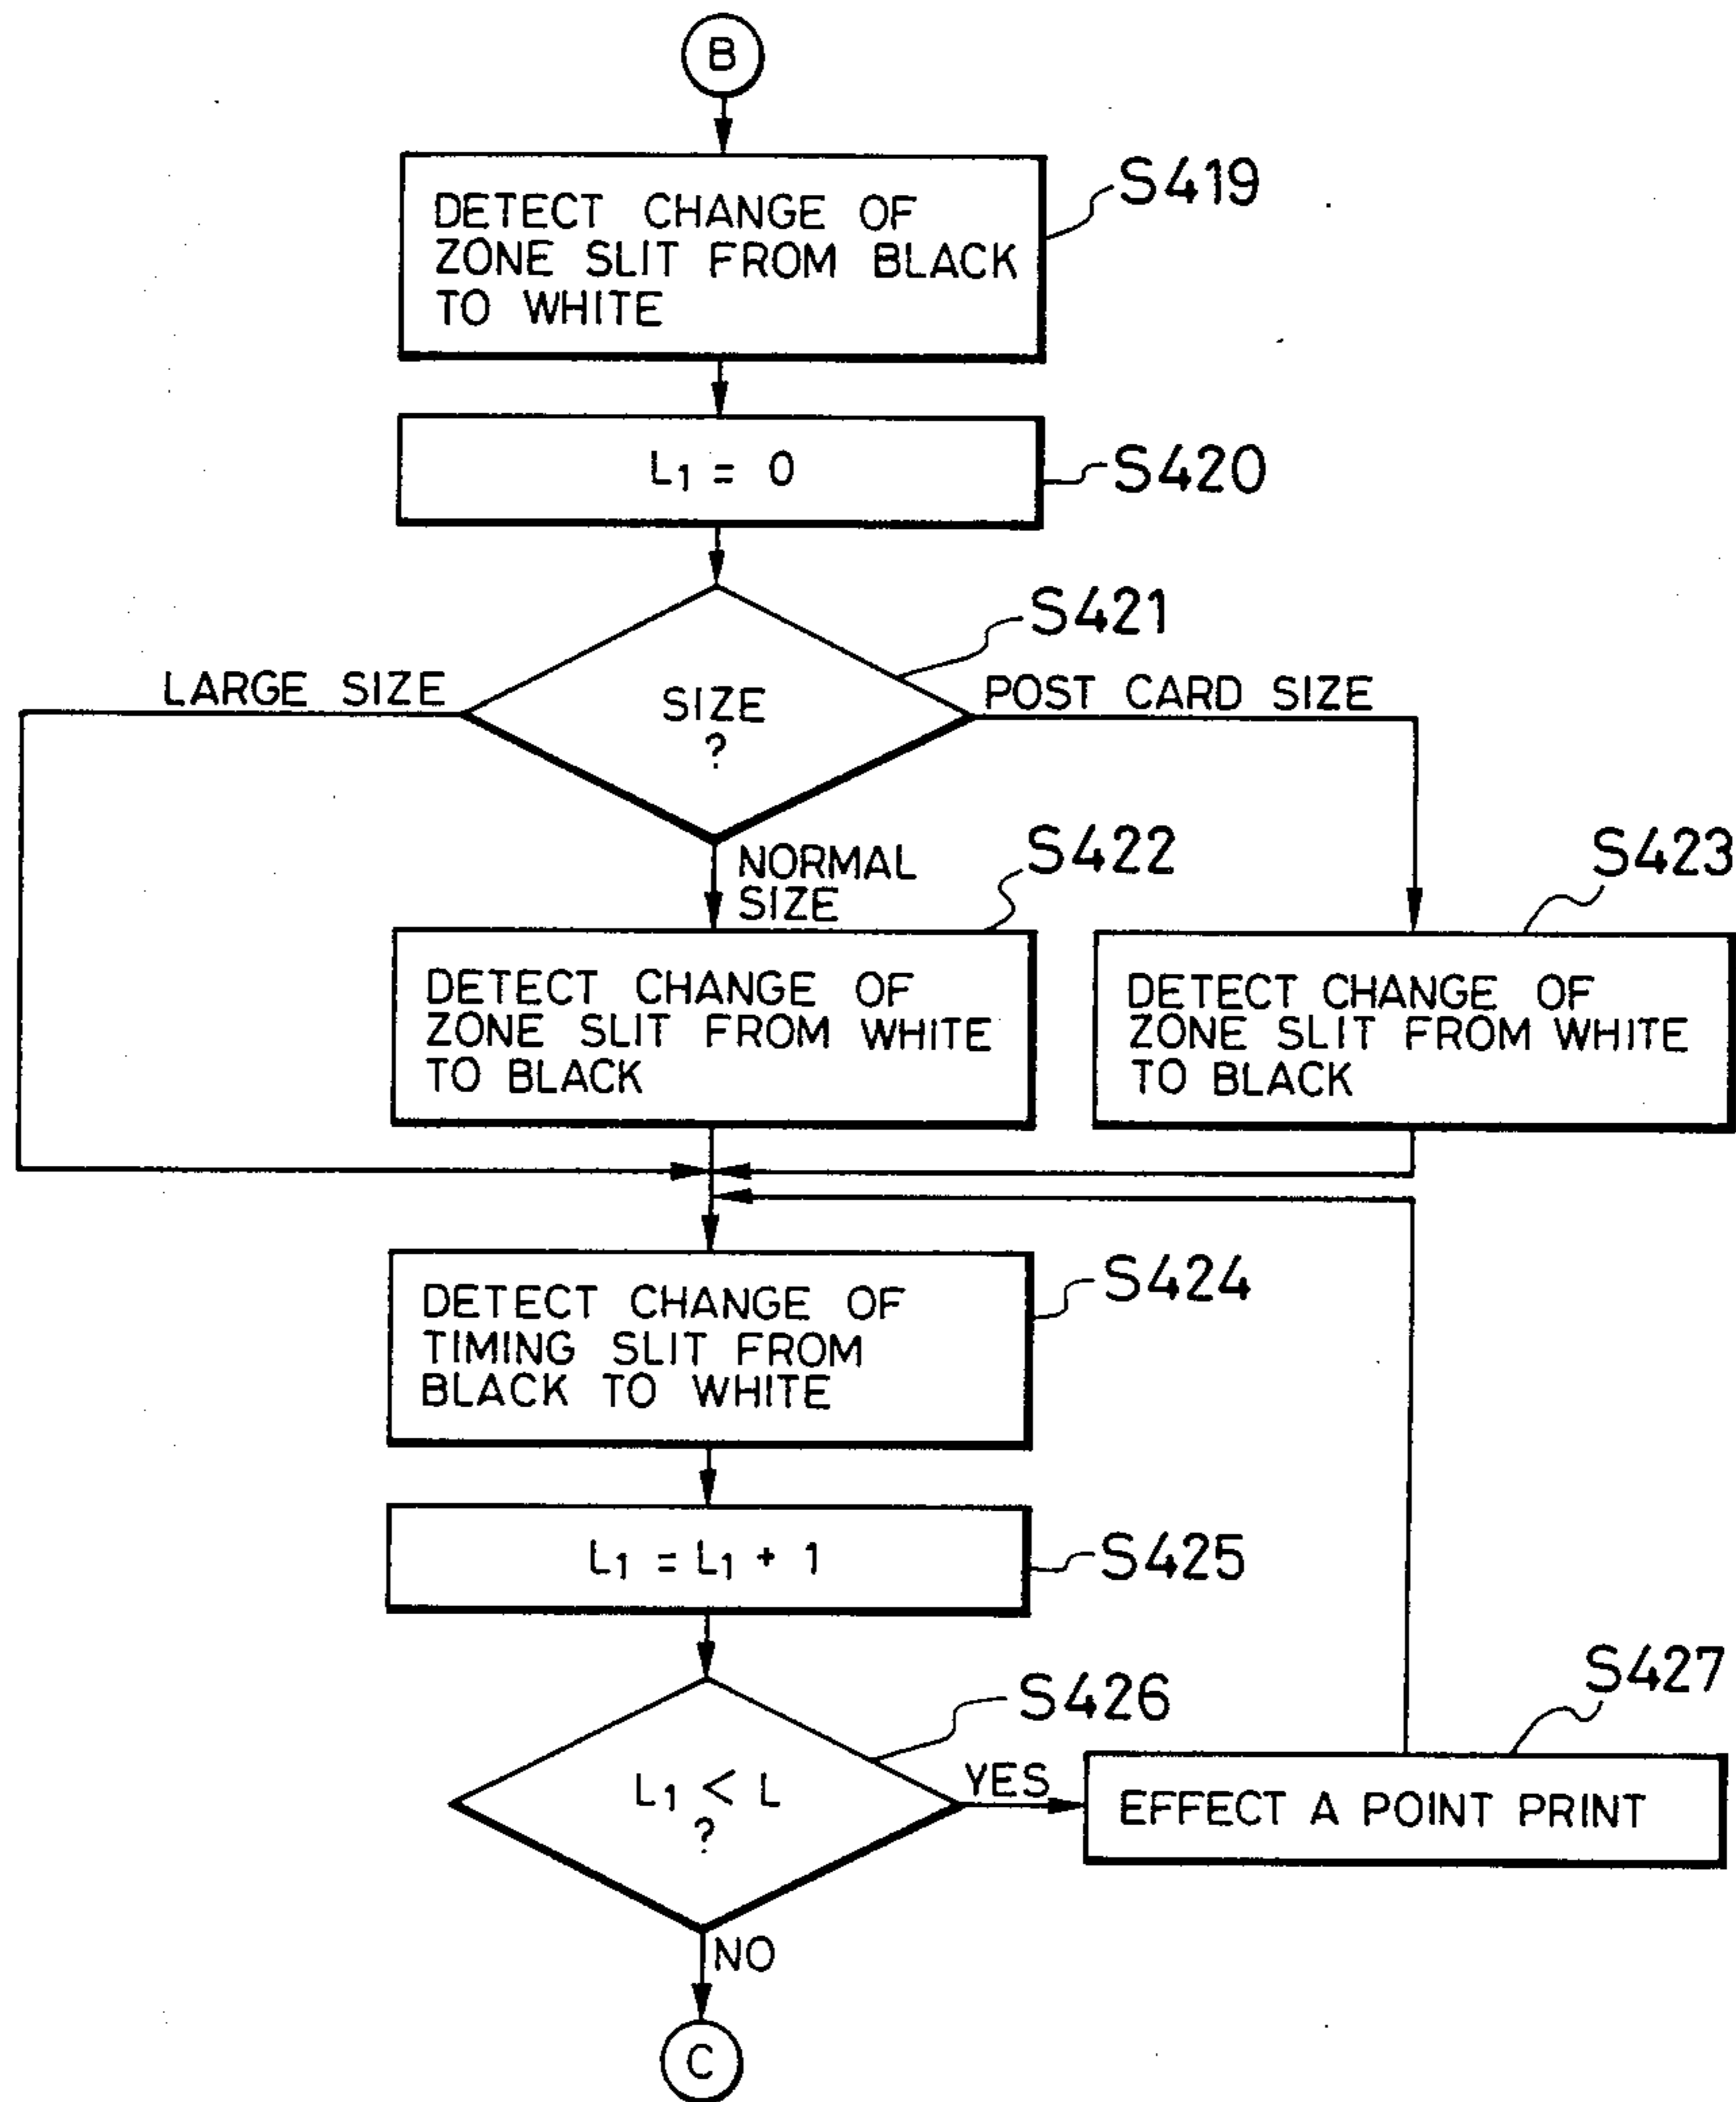 B
DETECT CHANGE OF
ZONE SLIT FROM BLACK
TO WHITE
S419
L1 = 0
S420
S421
LARGE SIZE
SIZE
?
POST CARD SIZE
NORMAL
SIZE
S422
S423
DETECT CHANGE OF
ZONE SLIT FROM WHITE
TO BLACK
DETECT CHANGE OF
ZONE SLIT FROM WHITE
TO BLACK
DETECT CHANGE OF
TIMING SLIT FROM
BLACK TO WHITE
S424
L1 = L1 + 1
S425
S426
L1 < L
?
YES
S427
EFFECT A POINT PRINT
NO
C